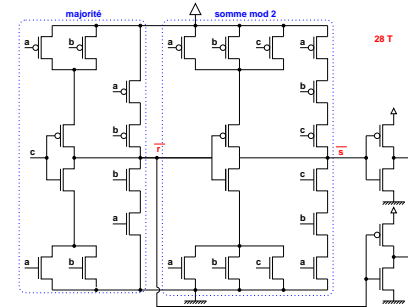 majorité somme mod 2
28 T
a b a b c a
a b
c b r c s
b c
a b
a b a b c a